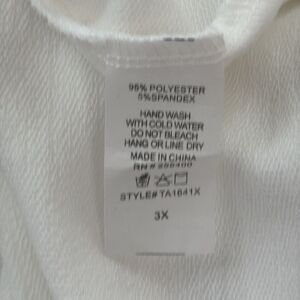 95% POLYESTER
5%SPANDEX
HAND WASH
WITH COLD WATER
DO NOT BLEACH
HANG OR LINE DRY
MADE IN CHINA
RN#
STYLE# TA1641X
3X